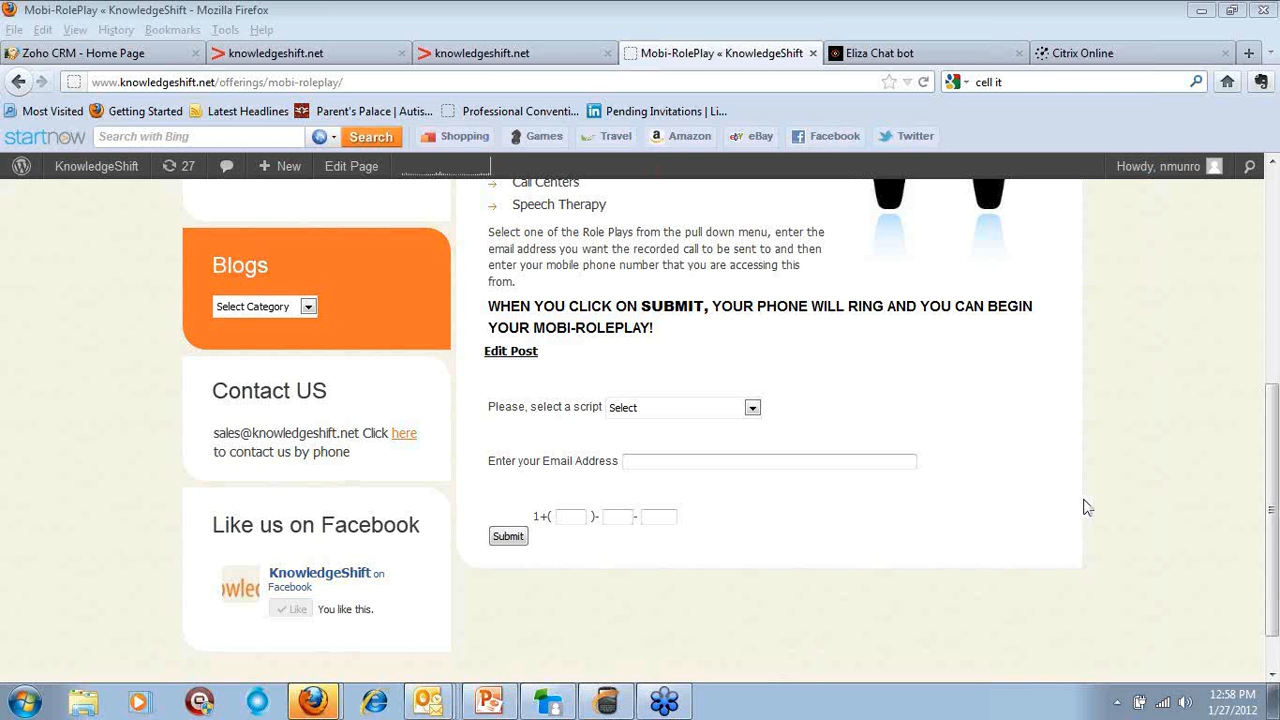 Mobi-RolePlay « KnowledgeShift - Mozilla Firefox
File Edit View History Bookmarks Tools Help
Zoho CRM - Home Page
knowledgeshift.net
knowledgeshift.net
Mobi-RolePlay « KnowledgeShift
Eliza Chat bot
Citrix Online
www.knowledgeshift.net/offerings/mobi-roleplay/
cell it
Most Visited Getting Started Latest Headlines Parent's Palace | Autis... Professional Conventi... Pending Invitations | Li...
startnow Search with Bing Search Shopping Games Travel Amazon eBay Facebook Twitter
KnowledgeShift 27 + New Edit Page Howdy, nmunro
Call Centers
Speech Therapy
Select one of the Role Plays from the pull down menu, enter the
email address you want the recorded call to be sent to and then
enter your mobile phone number that you are accessing this
from.
WHEN YOU CLICK ON SUBMIT, YOUR PHONE WILL RING AND YOU CAN BEGIN
YOUR MOBI-ROLEPLAY!
Edit Post
Please, select a script Select
Enter your Email Address
1+( )- -
Submit
Blogs
Select Category
Contact US
sales@knowledgeshift.net Click here
to contact us by phone
Like us on Facebook
KnowledgeShift on
Facebook
Like You like this.
12:58 PM
1/27/2012